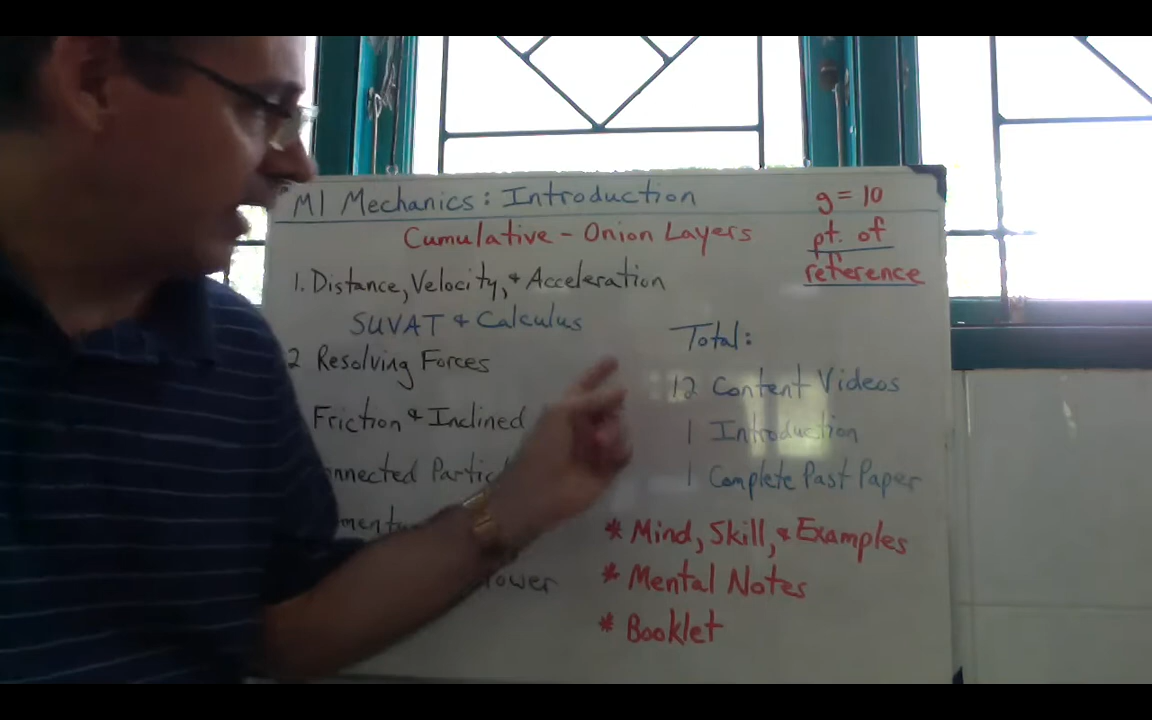 M1 Mechanics: Introduction
Cumulative - Onion Layers
1. Distance, Velocity, & Acceleration
SUVAT & Calculus
2 Resolving Forces
Friction & Inclined
g = 10
pt. of
reference
Total:
12 Content Videos
1 Introduction
1 Complete Past Paper
* Mind, Skill, & Examples
* Mental Notes
* Booklet